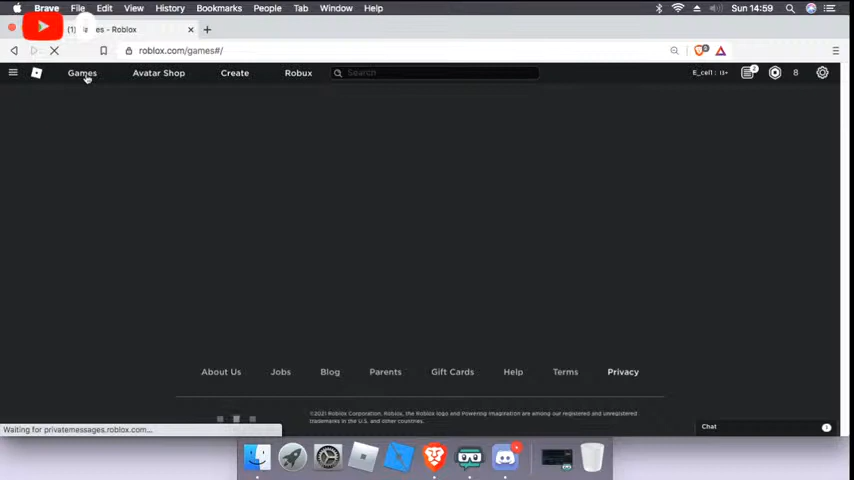 Brave File Edit View History Bookmarks People Tab Window Help Sun 14:59
- Roblox
roblox.com/games#/
Games Avatar Shop Create Robux Search 8
About Us Jobs Blog Parents Gift Cards Help Terms Privacy
©2021 Roblox Corporation. Roblox, the Roblox logo and Powering Imagination are among our registered and unregistered
trademarks in the U.S. and other countries.
Waiting for privatemessages.roblox.com...
Chat